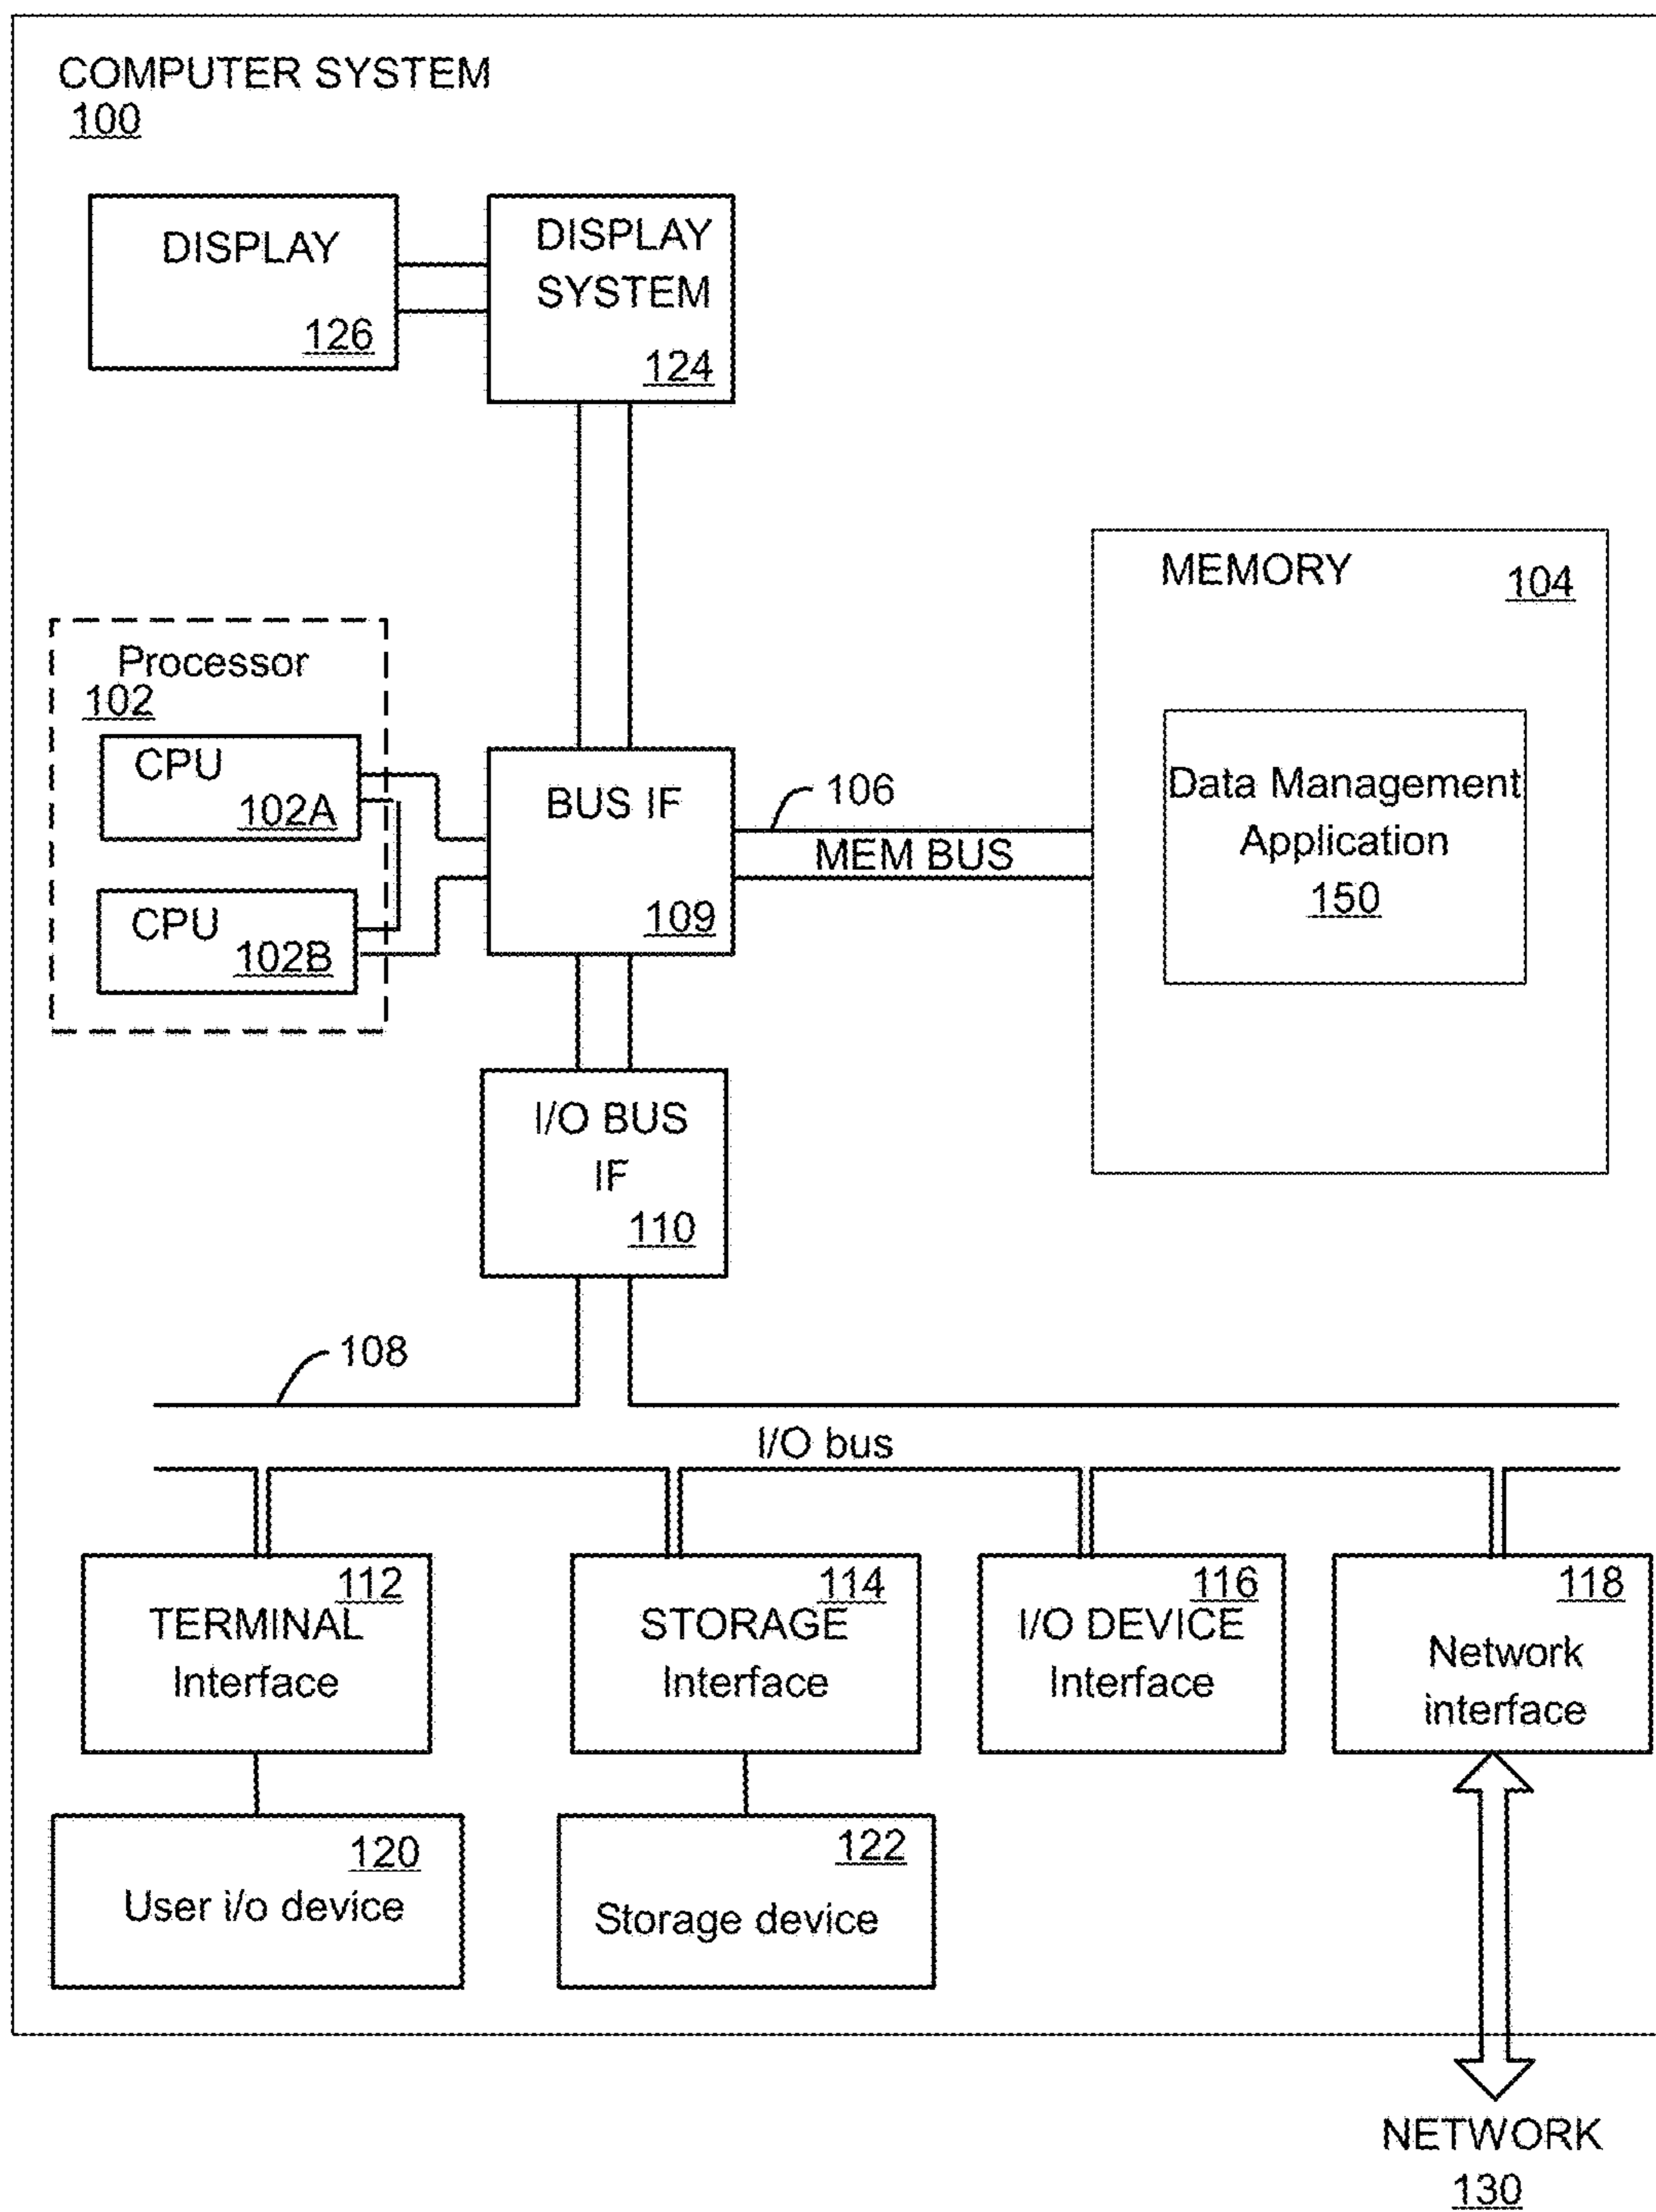 COMPUTER SYSTEM
100
DISPLAY
126
DISPLAY
SYSTEM
124
MEMORY
104
Data Management
Application
150
Processor
102
CPU
102A
CPU
102B
BUS IF
109
106
MEM BUS
I/O BUS
IF
110
108
I/O bus
112
TERMINAL
Interface
114
STORAGE
Interface
116
I/O DEVICE
Interface
118
Network
interface
120
User i/o device
122
Storage device
NETWORK
130